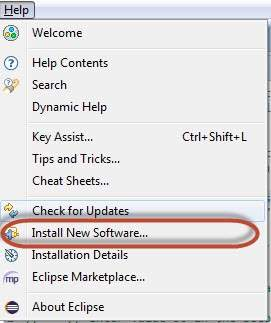 Help
Welcome
Help Contents
Search
Dynamic Help
Key Assist... Ctrl+Shift+L
Tips and Tricks...
Cheat Sheets...
Check for Updates
Install New Software...
Installation Details
mp Eclipse Marketplace...
About Eclipse